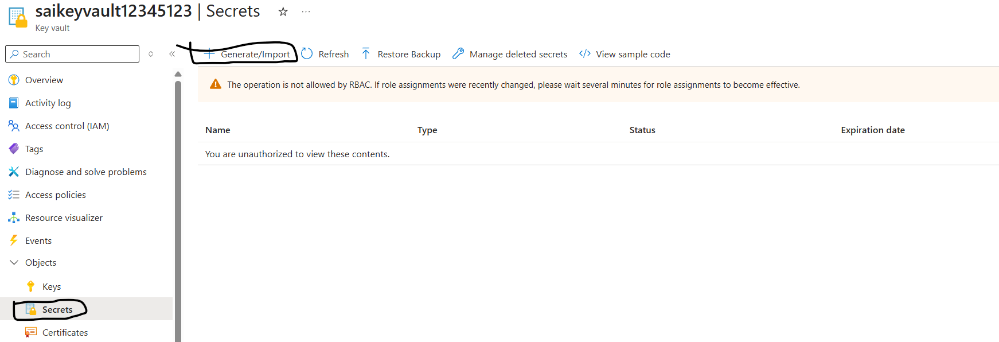 saikeyvault12345123 | Secrets ☆ ...
Key vault
Search
Generate/Import Refresh Restore Backup Manage deleted secrets View sample code
Overview
The operation is not allowed by RBAC. If role assignments were recently changed, please wait several minutes for role assignments to become effective.
Activity log
Access control (IAM)
Name Type Status Expiration date
Tags
You are unauthorized to view these contents.
Diagnose and solve problems
Access policies
Resource visualizer
Events
Objects
Keys
Secrets
Certificates